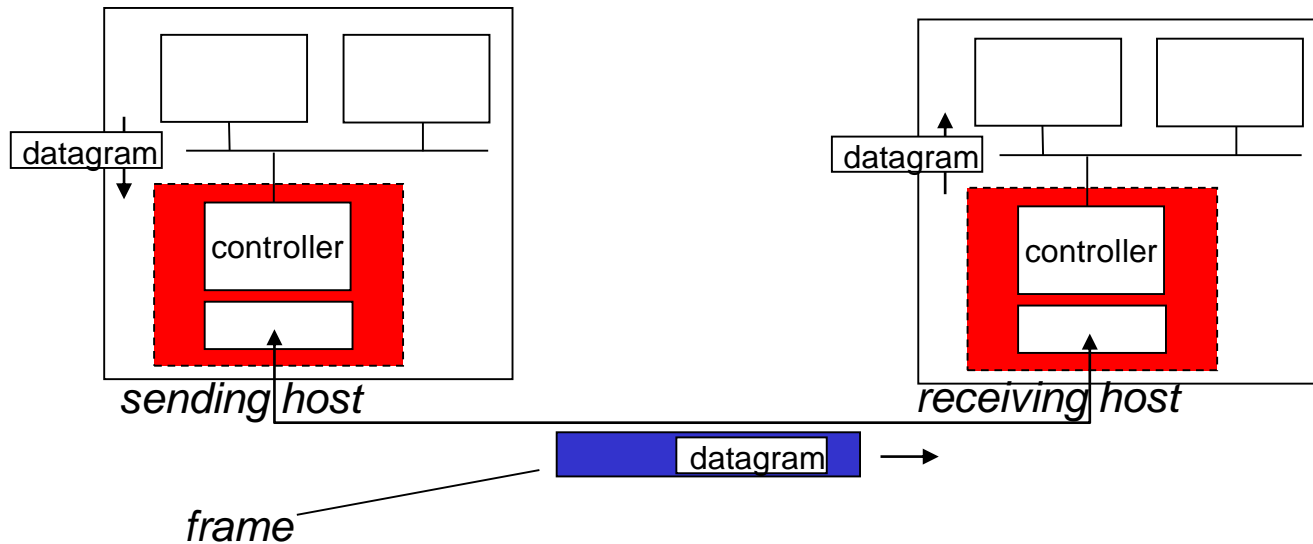 datagram
datagram
controller
controller
sending host
receiving host
datagram
frame